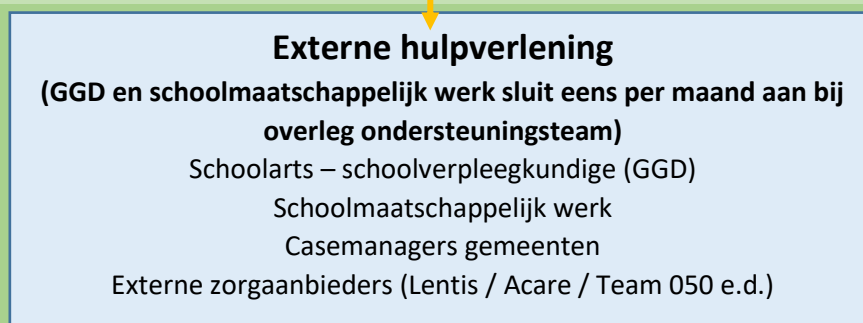 Externe hulpverlening
(GGD en schoolmaatschappelijk werk sluit eens per maand aan bij
overleg ondersteuningsteam)
Schoolarts – schoolverpleegkundige (GGD)
Schoolmaatschappelijk werk
Casemanagers gemeenten
Externe zorgaanbieders (Lentis / Acare / Team 050 e.d.)